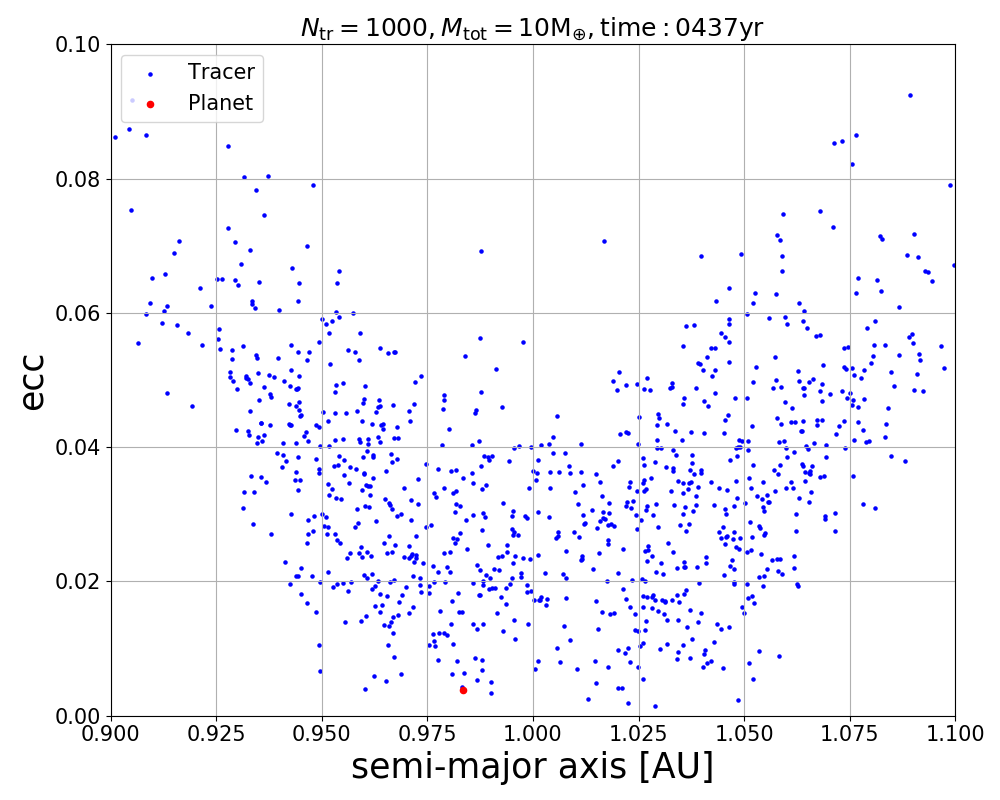 N_tr = 1000, M_tot = 10M_⊕, time : 0437yr
Tracer
Planet
0.10
0.08
0.06
0.04
0.02
0.00
ecc
0.900 0.925 0.950 0.975 1.000 1.025 1.050 1.075 1.100
semi-major axis [AU]